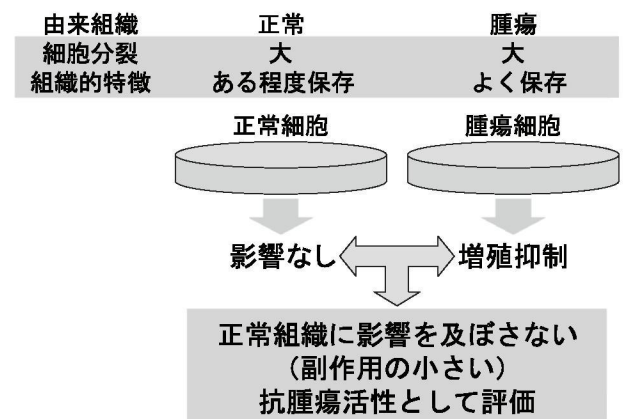 由来組織 正常 腫瘍
細胞分裂 大 大
組織的特徴 ある程度保存 よく保存
正常細胞 腫瘍細胞
影響なし 増殖抑制
正常組織に影響を及ぼさない
（副作用の小さい）
抗腫瘍活性として評価